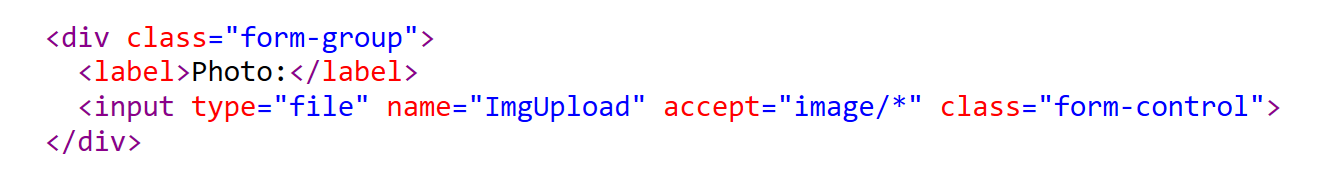 <div class="form-group">
<label>Photo:</label>
<input type="file" name="ImgUpload" accept="image/*" class="form-control">
</div>